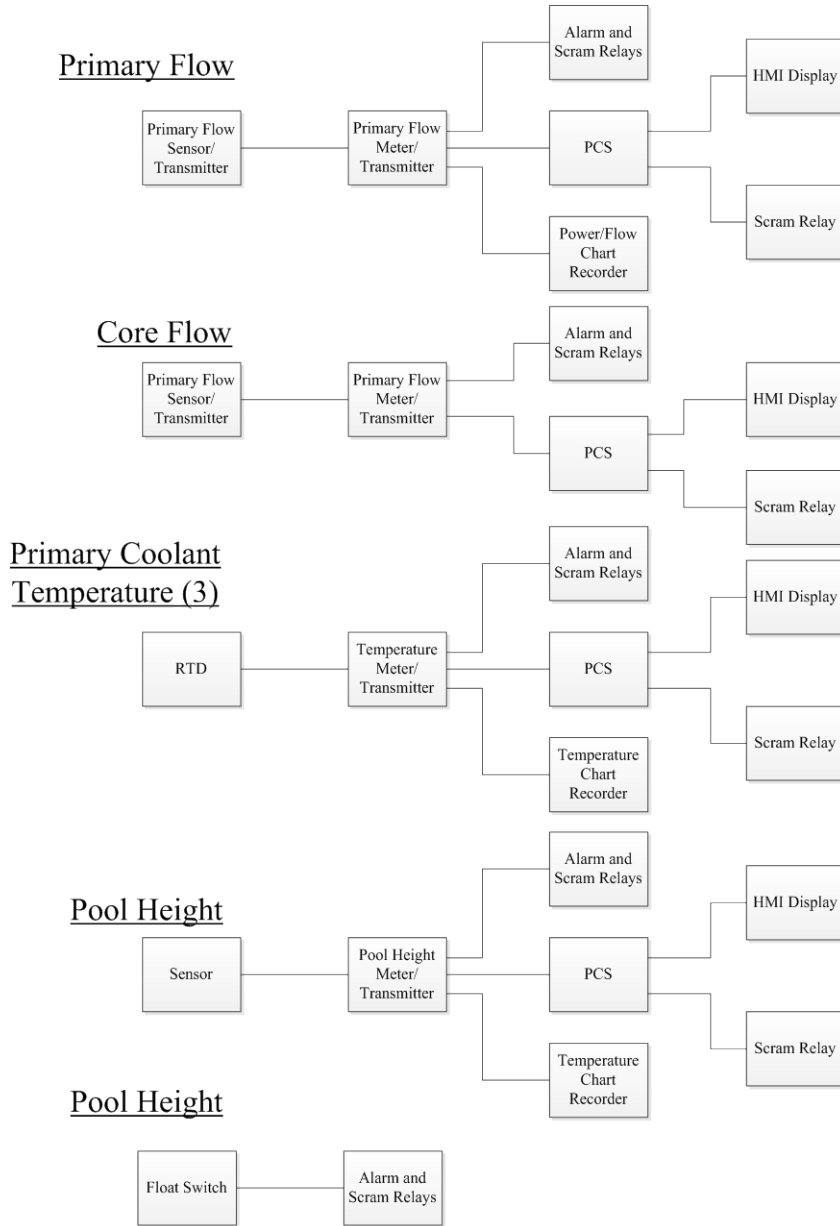 Primary Flow
Primary Flow
Sensor/
Transmitter
Primary Flow
Meter/
Transmitter
Alarm and
Scram Relays
PCS
Power/Flow
Chart
Recorder
HMI Display
Scram Relay
Core Flow
Primary Flow
Sensor/
Transmitter
Primary Flow
Meter/
Transmitter
Alarm and
Scram Relays
PCS
HMI Display
Scram Relay
Primary Coolant
Temperature (3)
RTD
Temperature
Meter/
Transmitter
Alarm and
Scram Relays
PCS
Temperature
Chart
Recorder
HMI Display
Scram Relay
Pool Height
Sensor
Pool Height
Meter/
Transmitter
Alarm and
Scram Relays
PCS
Temperature
Chart
Recorder
HMI Display
Scram Relay
Pool Height
Float Switch
Alarm and
Scram Relays